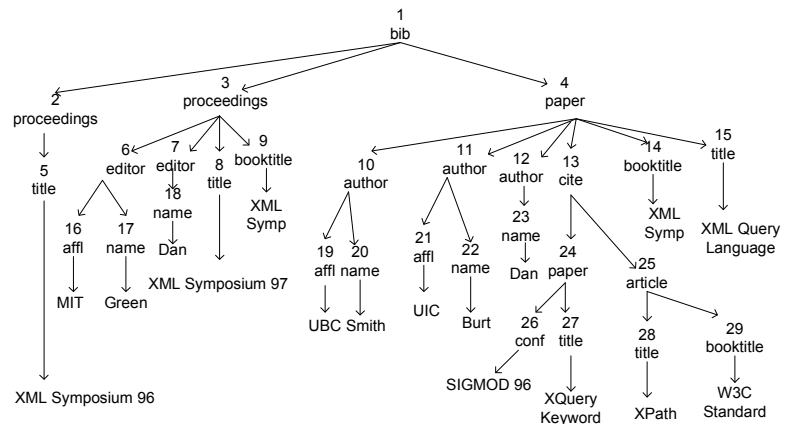 1
bib
2
proceedings
3
proceedings
4
paper
5
title
6
editor
7
editor
8
title
9
booktitle
10
author
11
author
12
author
13
cite
14
booktitle
15
title
16
affl
17
name
18
name
XML
Symp
XML
Symp
XML Query
Language
19
affl
20
name
21
affl
22
name
23
name
24
paper
25
article
MIT
Green
Dan
XML Symposium 97
UBC
Smith
UIC
Burt
Dan
26
conf
27
title
28
title
29
booktitle
XML Symposium 96
SIGMOD 96
XQuery
Keyword
XPath
W3C
Standard